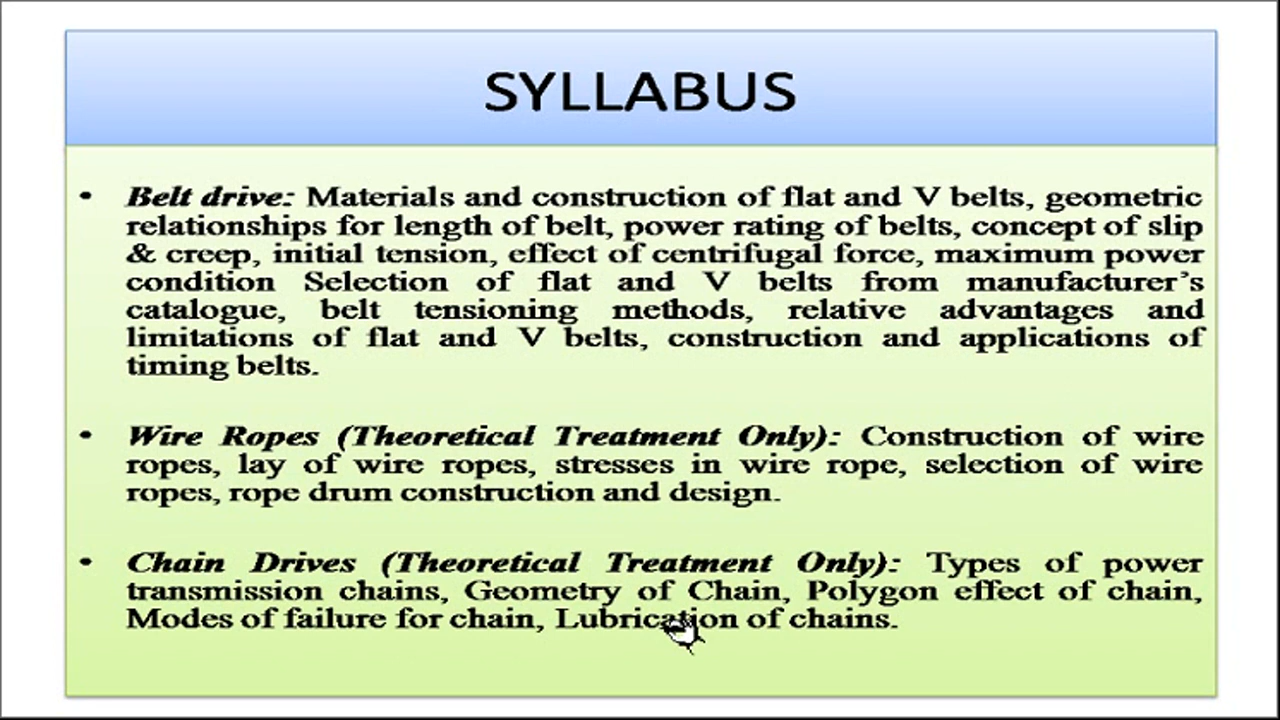 SYLLABUS
• Belt drive: Materials and construction of flat and V belts, geometric
relationships for length of belt, power rating of belts, concept of slip
& creep, initial tension, effect of centrifugal force, maximum power
condition Selection of flat and V belts from manufacturer's
catalogue, belt tensioning methods, relative advantages and
limitations of flat and V belts, construction and applications of
timing belts.
• Wire Ropes (Theoretical Treatment Only): Construction of wire
ropes, lay of wire ropes, stresses in wire rope, selection of wire
ropes, rope drum construction and design.
• Chain Drives (Theoretical Treatment Only): Types of power
transmission chains, Geometry of Chain, Polygon effect of chain,
Modes of failure for chain, Lubrication of chains.